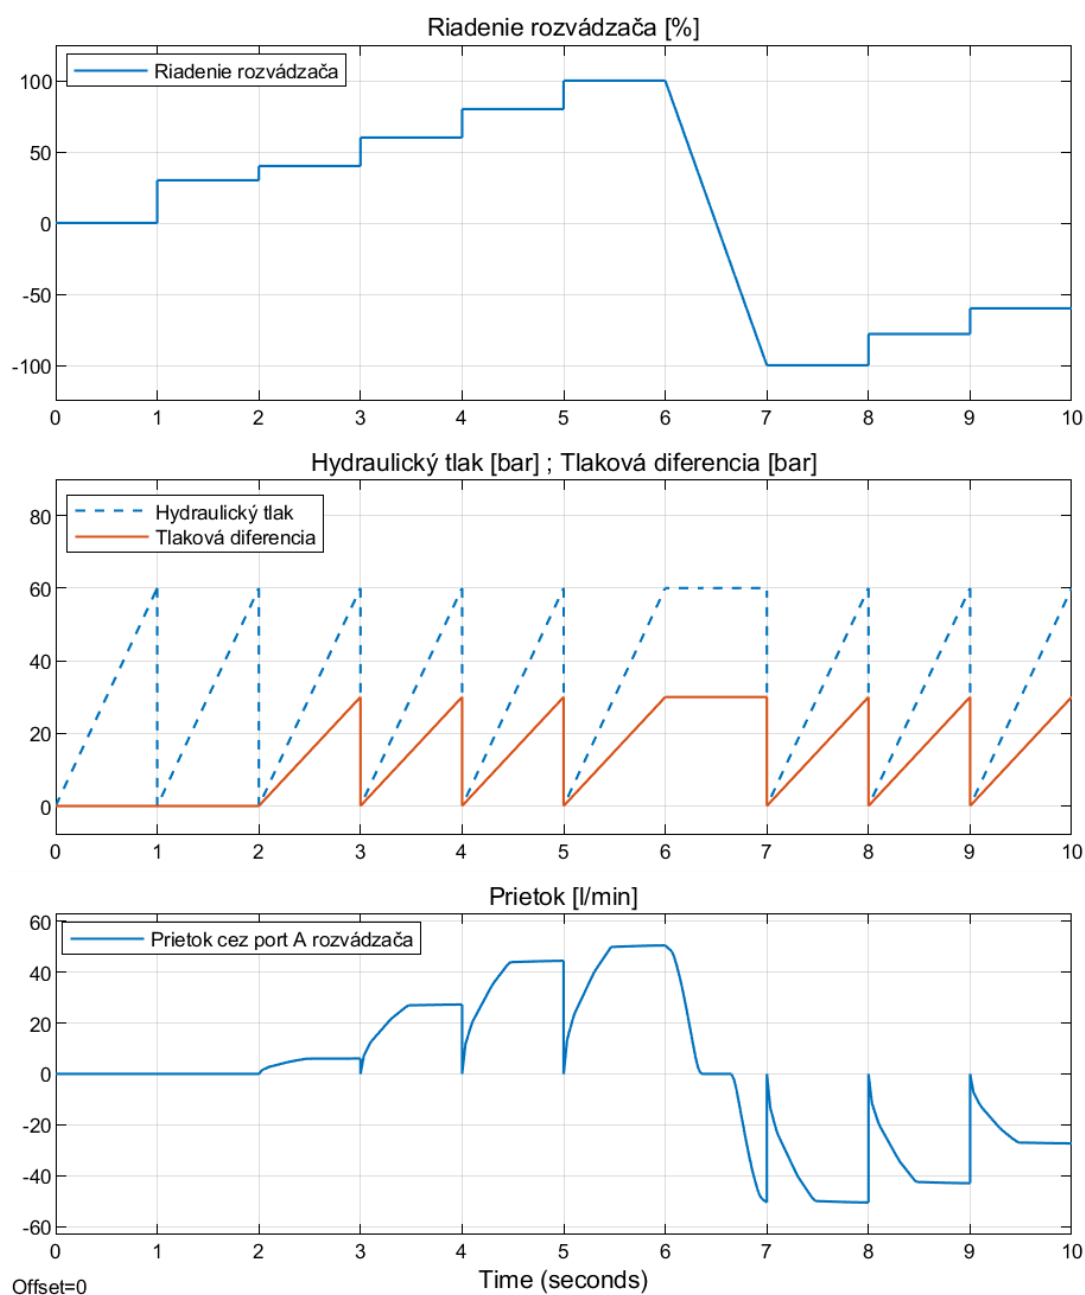 Riadenie rozvádzača [%]
Riadenie rozvádzača
100
50
0
-50
-100
0 1 2 3 4 5 6 7 8 9 10
Hydraulický tlak [bar] ; Tlaková diferencia [bar]
Hydraulický tlak
Tlaková diferencia
80
60
40
20
0
0 1 2 3 4 5 6 7 8 9 10
Prietok [l/min]
Prietok cez port A rozvádzača
60
40
20
0
-20
-40
-60
0 1 2 3 4 5 6 7 8 9 10
Time (seconds)
Offset=0